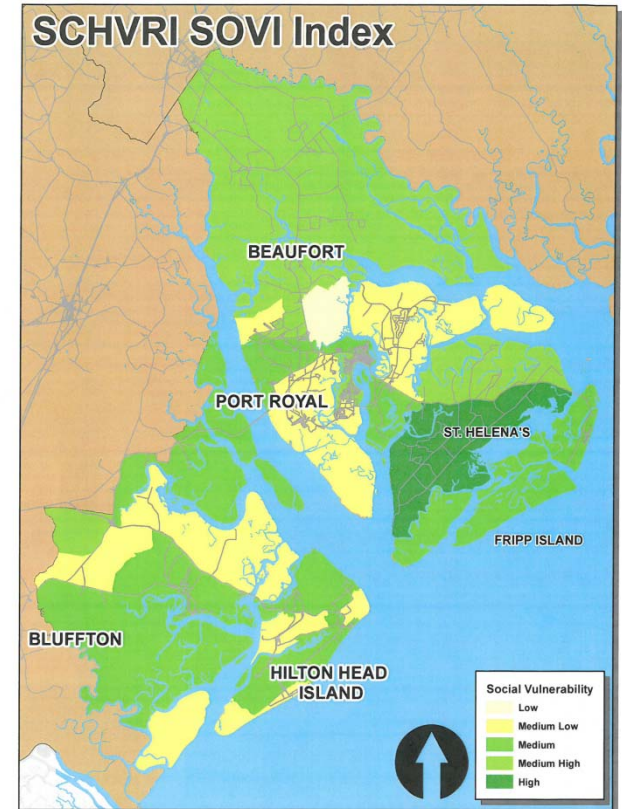 SCHVRI SOVI Index
BEAUFORT
PORT ROYAL
ST. HELENA'S
FRIPP ISLAND
BLUFFTON
HILTON HEAD
ISLAND
Social Vulnerability
Low
Medium Low
Medium
Medium High
High